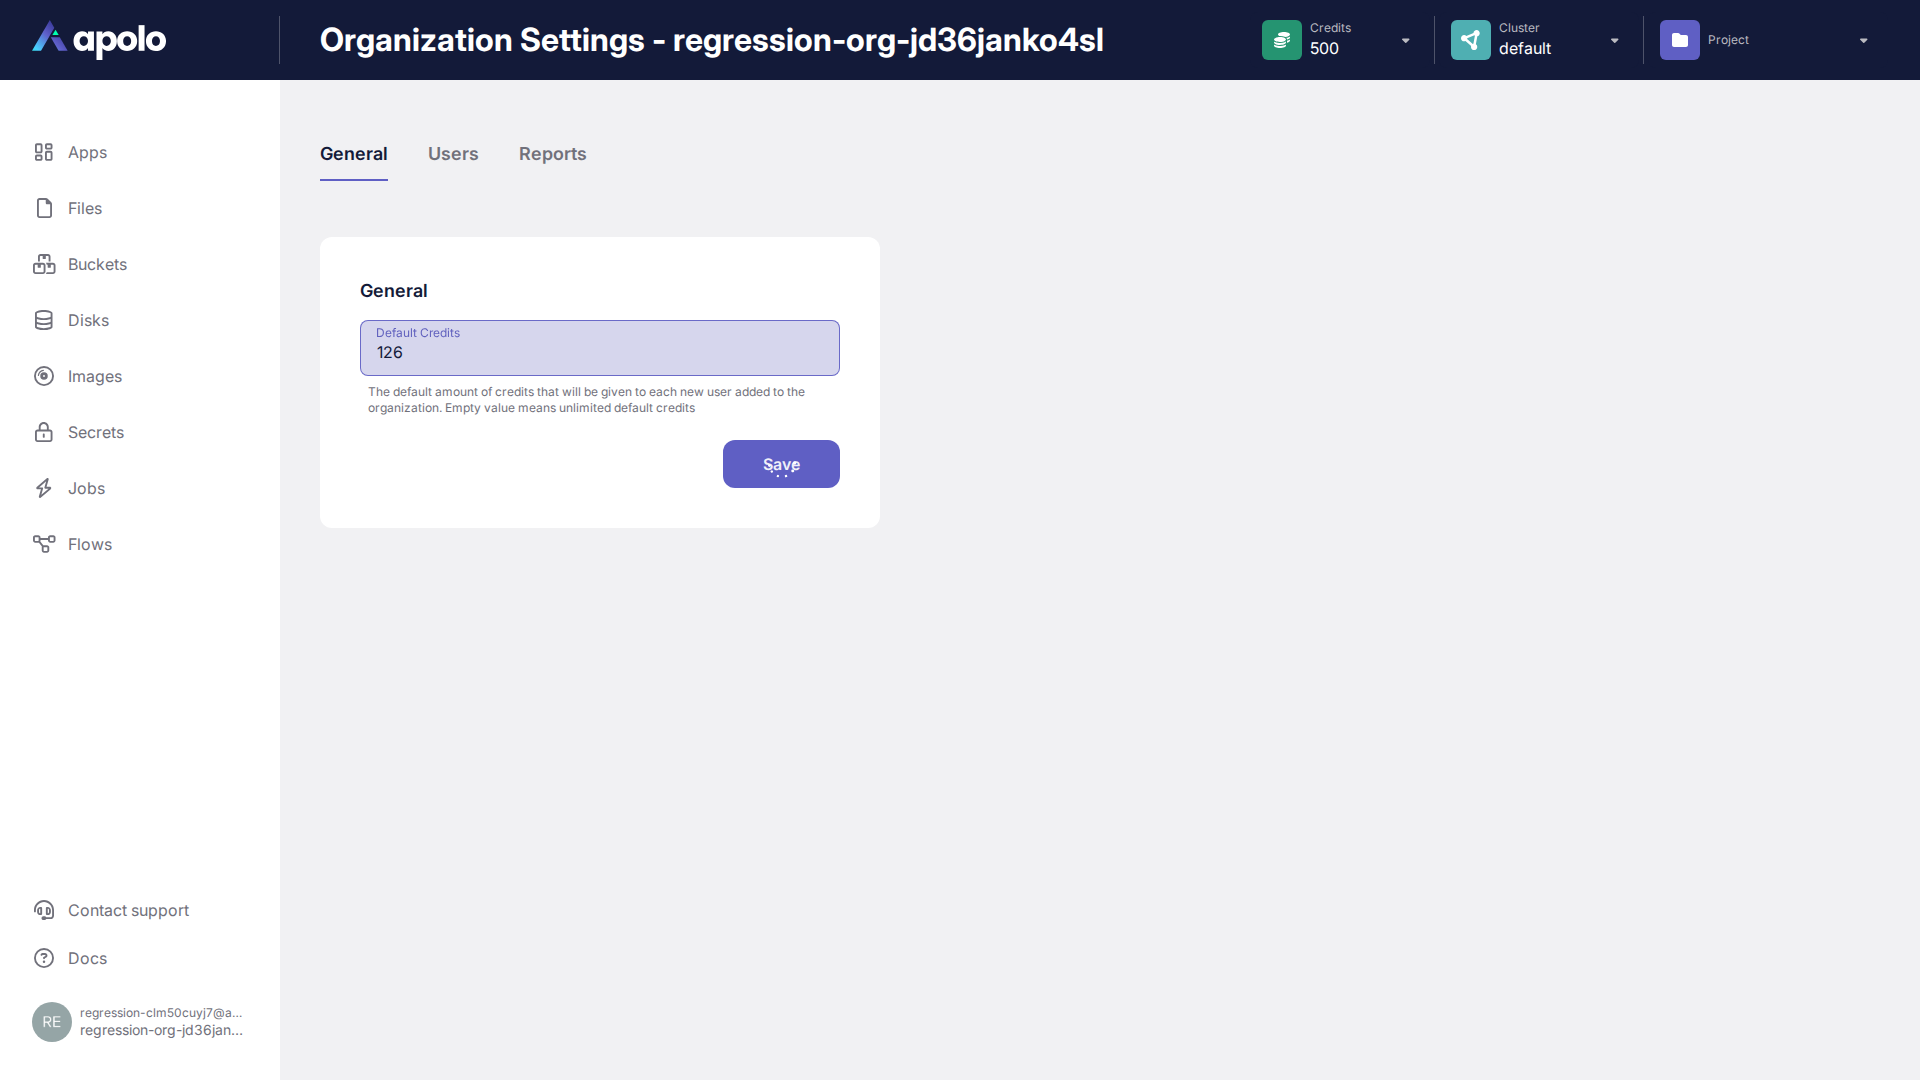 apolo
Organization Settings - regression-org-jd36janko4sl
Credits
500
Cluster
default
Project
Apps
Files
Buckets
Disks
Images
Secrets
Jobs
Flows
General
Users
Reports
General
Default Credits
126
The default amount of credits that will be given to each new user added to the
organization. Empty value means unlimited default credits
Save
Contact support
Docs
RE
regression-clm50cuyj7@a...
regression-org-jd36jan...